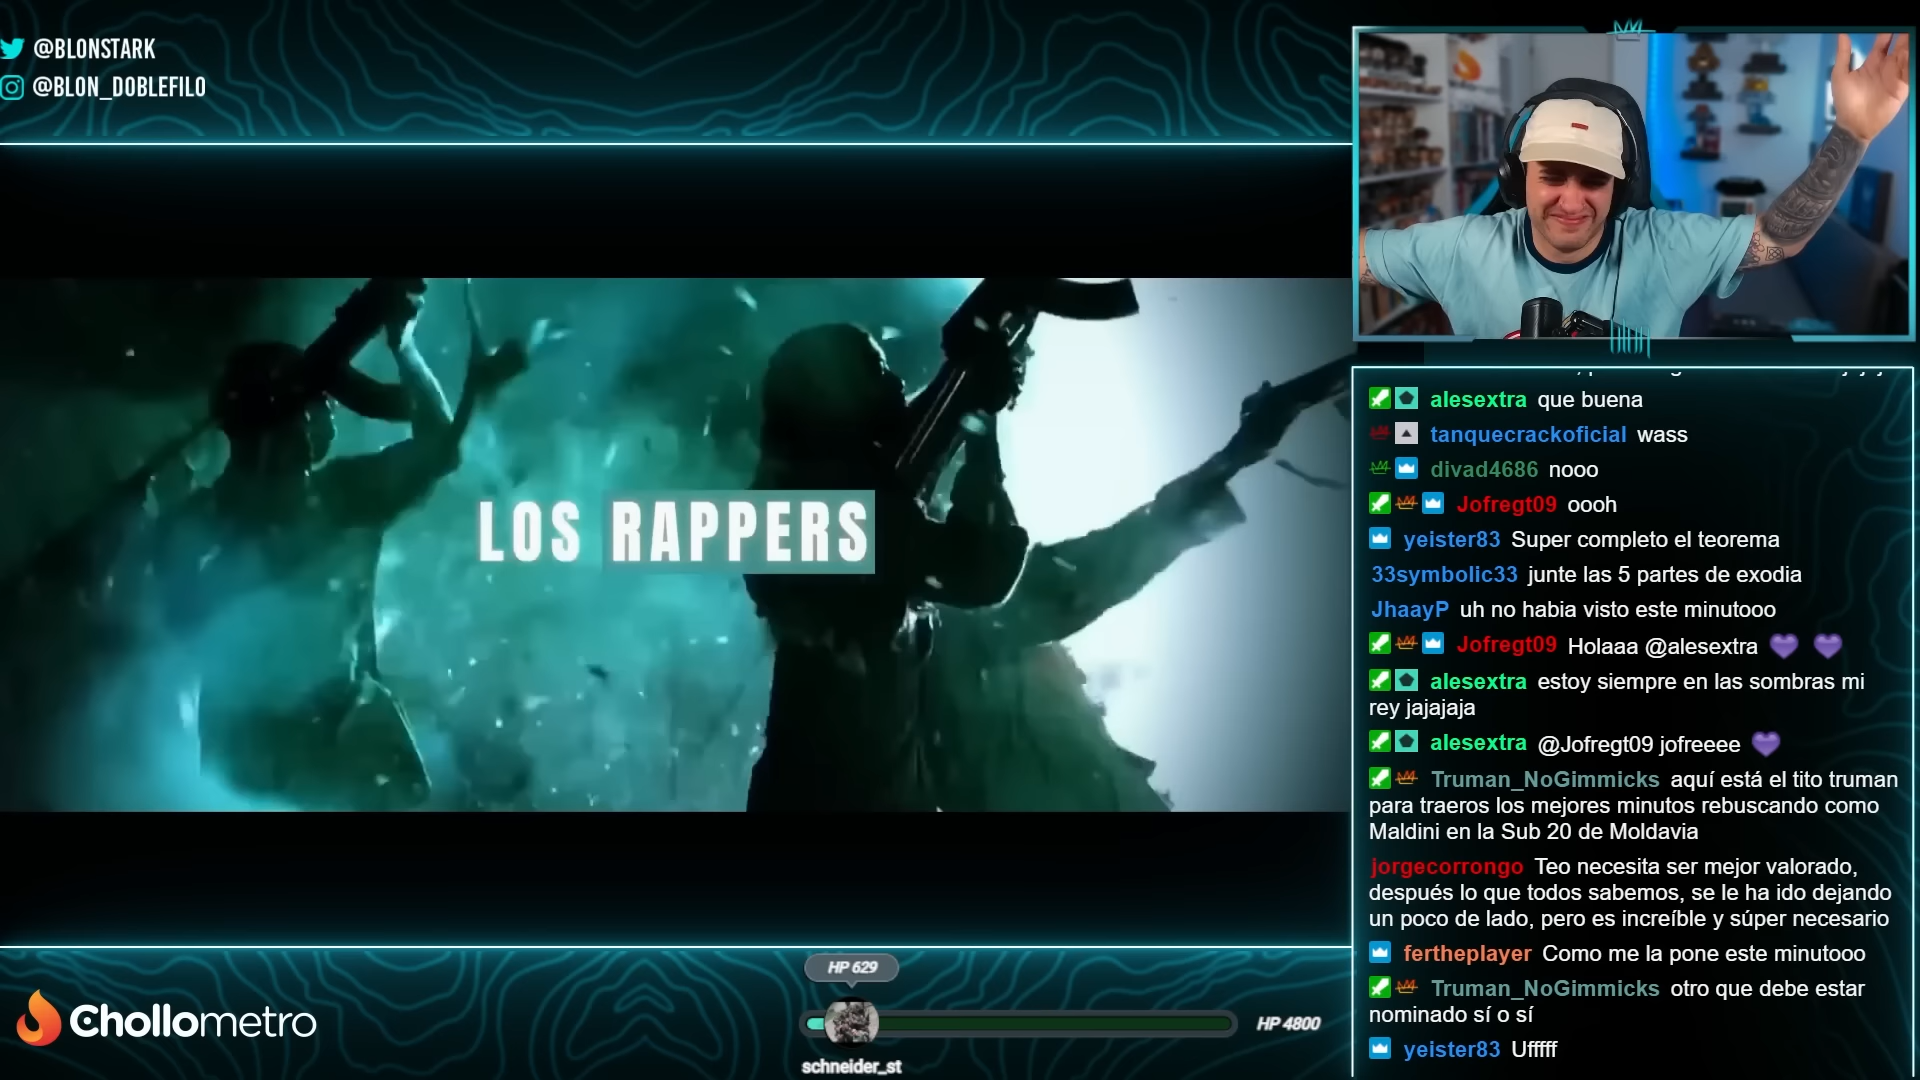 @BLONSTARK
@BLON_DOBLEFILO
LOS RAPPERS
alesextra que buena
tanquecrackoficial wass
divad4686 nooo
Jofregt09 oooh
yeister83 Super completo el teorema
33symbolic33 junte las 5 partes de exodia
JhaayP uh no habia visto este minutooo
Jofregt09 Holaaa @alesextra
alesextra estoy siempre en las sombras mi
rey jajajaja
alesextra @Jofregt09 jofreeee
Truman_NoGimmicks aquí está el tito truman
para traeros los mejores minutos rebuscando como
Maldini en la Sub 20 de Moldavia
jorgecorrongo Teo necesita ser mejor valorado,
después lo que todos sabemos, se le ha ido dejando
un poco de lado, pero es increíble y súper necesario
fertheplayer Como me la pone este minutooo
Truman_NoGimmicks otro que debe estar
nominado sí o sí
yeister83 Ufffff
HP 629
Chollometro
HP 4800
schneider_st